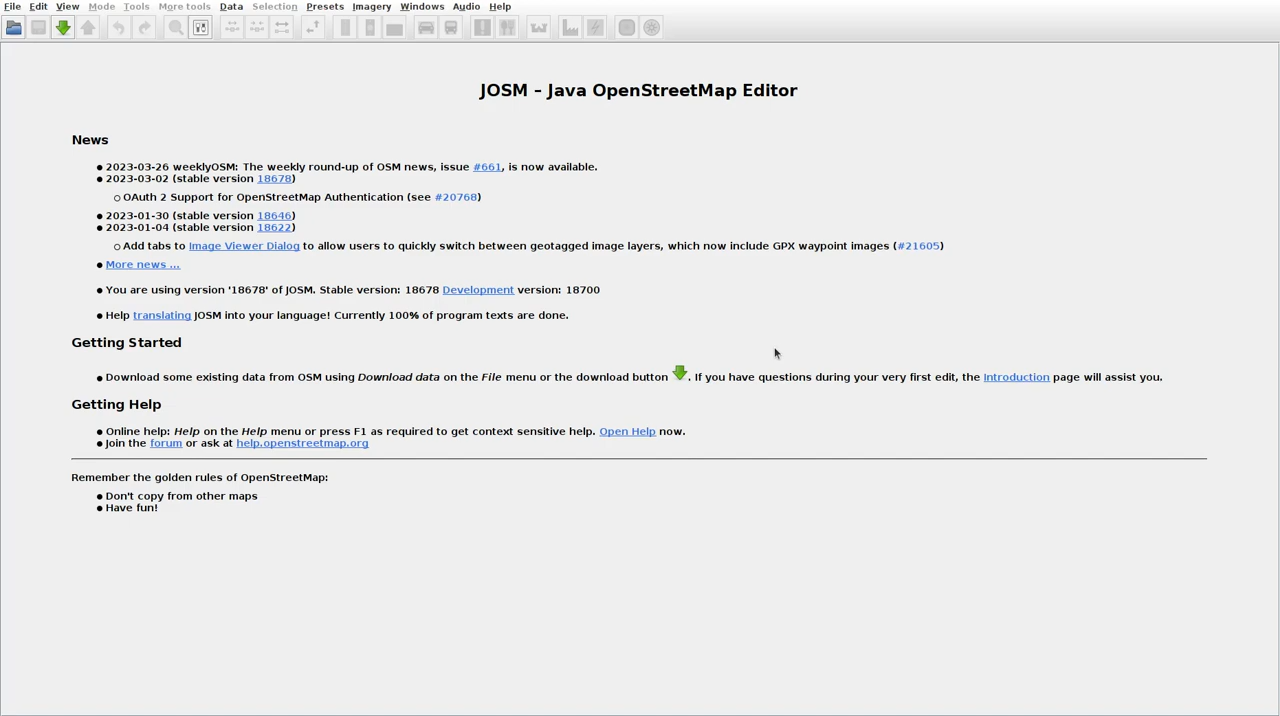 File Edit View Mode Tools More tools Data Selection Presets Imagery Windows Audio Help
JOSM – Java OpenStreetMap Editor
News
● 2023-03-26 weeklyOSM: The weekly round-up of OSM news, issue #661, is now available.
● 2023-03-02 (stable version 18678)
○ OAuth 2 Support for OpenStreetMap Authentication (see #20768)
● 2023-01-30 (stable version 18646)
● 2023-01-04 (stable version 18622)
○ Add tabs to Image Viewer Dialog to allow users to quickly switch between geotagged image layers, which now include GPX waypoint images (#21605)
● More news ...
● You are using version '18678' of JOSM. Stable version: 18678 Development version: 18700
● Help translating JOSM into your language! Currently 100% of program texts are done.
Getting Started
● Download some existing data from OSM using Download data on the File menu or the download button . If you have questions during your very first edit, the Introduction page will assist you.
Getting Help
● Online help: Help on the Help menu or press F1 as required to get context sensitive help. Open Help now.
● Join the forum or ask at help.openstreetmap.org
Remember the golden rules of OpenStreetMap:
● Don't copy from other maps
● Have fun!